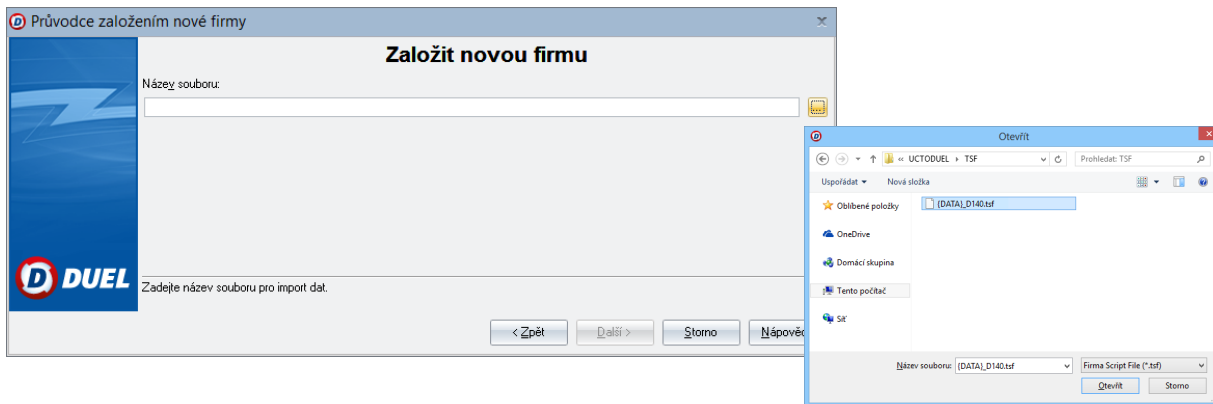 Průvodce založením nové firmy
Založit novou firmu
Název souboru:
D DUEL
Zadejte název souboru pro import dat.
< Zpět
Další >
Storno
Nápověd
Otevřít
« UCTODUEL › TSF
Prohledat: TSF
Uspořádat
Nová složka
Oblíbené položky
OneDrive
Domácí skupina
Tento počítač
Síť
{DATA}_D140.tsf
Název souboru:
{DATA}_D140.tsf
Firma Script File (*.tsf)
Otevřít
Storno